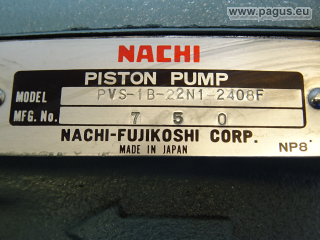 www.pagus.eu
NACHI
PISTON PUMP
MODEL PVS-1B-22N1-2408F
MFG. No. 7 5 0
NACHI-FUJIKOSHI CORP.
MADE IN JAPAN NP8